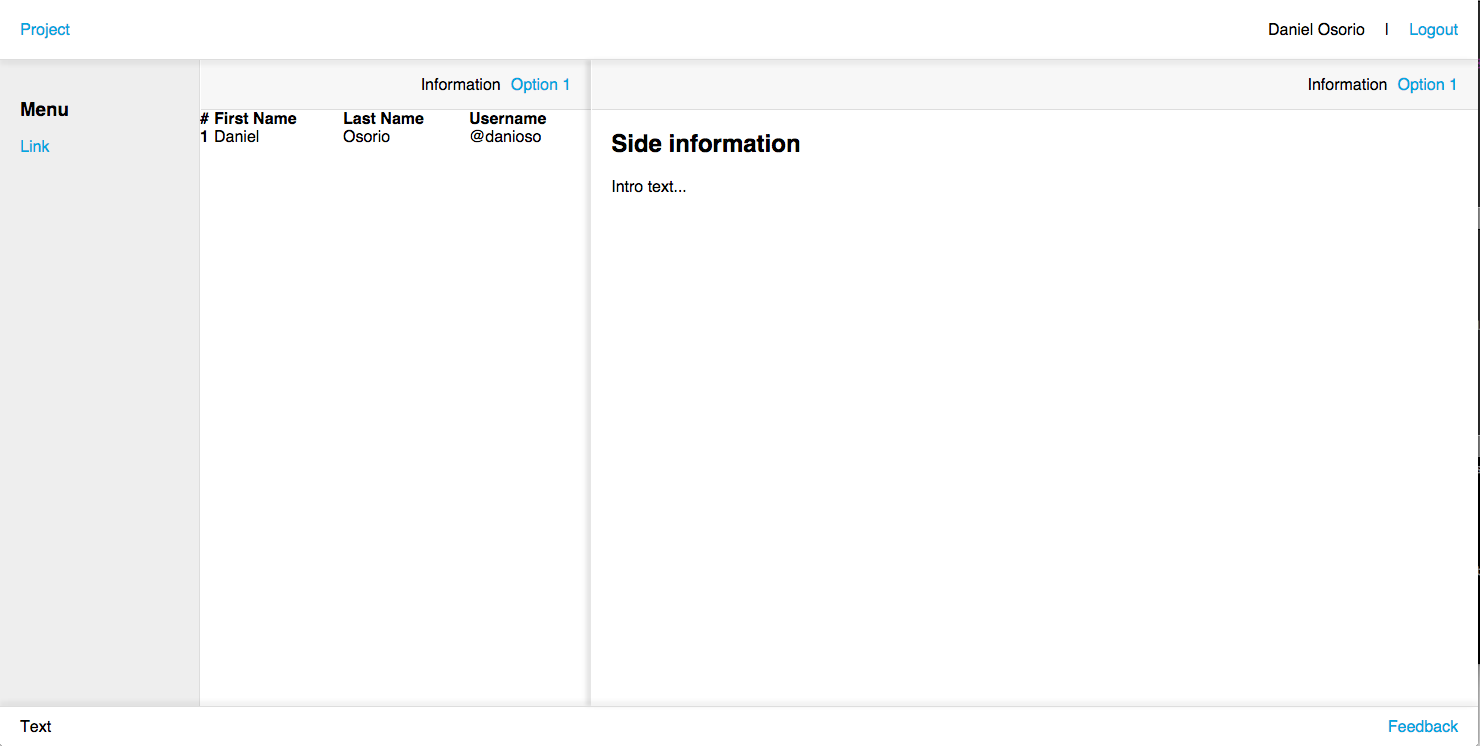 Project
Daniel Osorio | Logout
Menu
Link
Information Option 1
# First Name Last Name Username
1 Daniel Osorio @danioso
Information Option 1
Side information
Intro text...
Text
Feedback